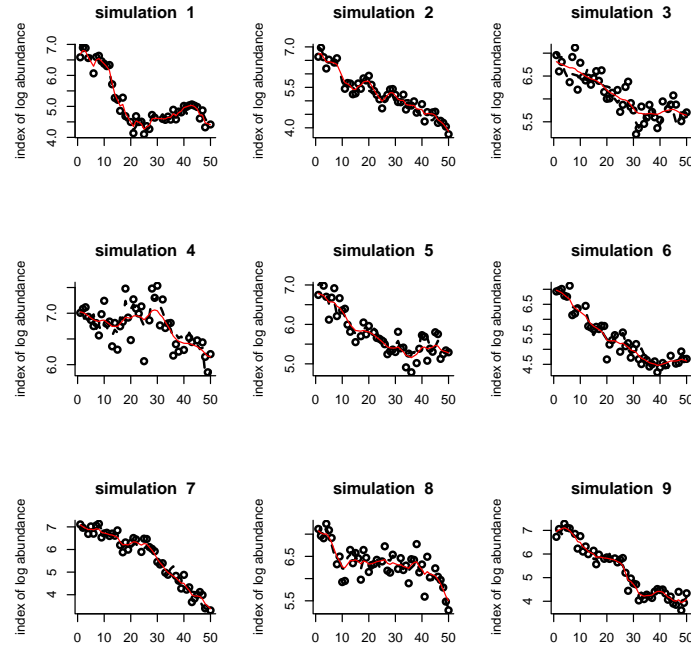 simulation 1
simulation 2
simulation 3
index of log abundance
4.0 5.0 6.0 7.0
0 10 20 30 40 50
index of log abundance
4.0 5.5 7.0
0 10 20 30 40 50
index of log abundance
5.5 6.5
0 10 20 30 40 50
simulation 4
simulation 5
simulation 6
index of log abundance
6.0 7.0
0 10 20 30 40 50
index of log abundance
5.0 6.0 7.0
0 10 20 30 40 50
index of log abundance
4.5 5.5 6.5
0 10 20 30 40 50
simulation 7
simulation 8
simulation 9
index of log abundance
4 5 6 7
0 10 20 30 40 50
index of log abundance
5.5 6.5
0 10 20 30 40 50
index of log abundance
4 5 6 7
0 10 20 30 40 50